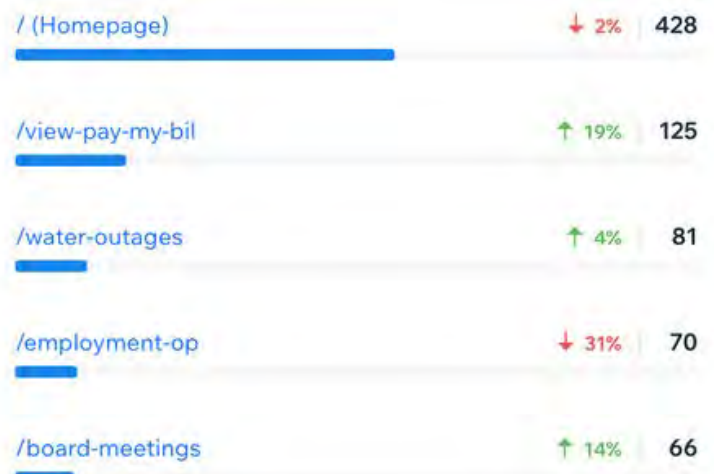 / (Homepage) ↓ 2% 428
/view-pay-my-bil ↑ 19% 125
/water-outages ↑ 4% 81
/employment-op ↓ 31% 70
/board-meetings ↑ 14% 66